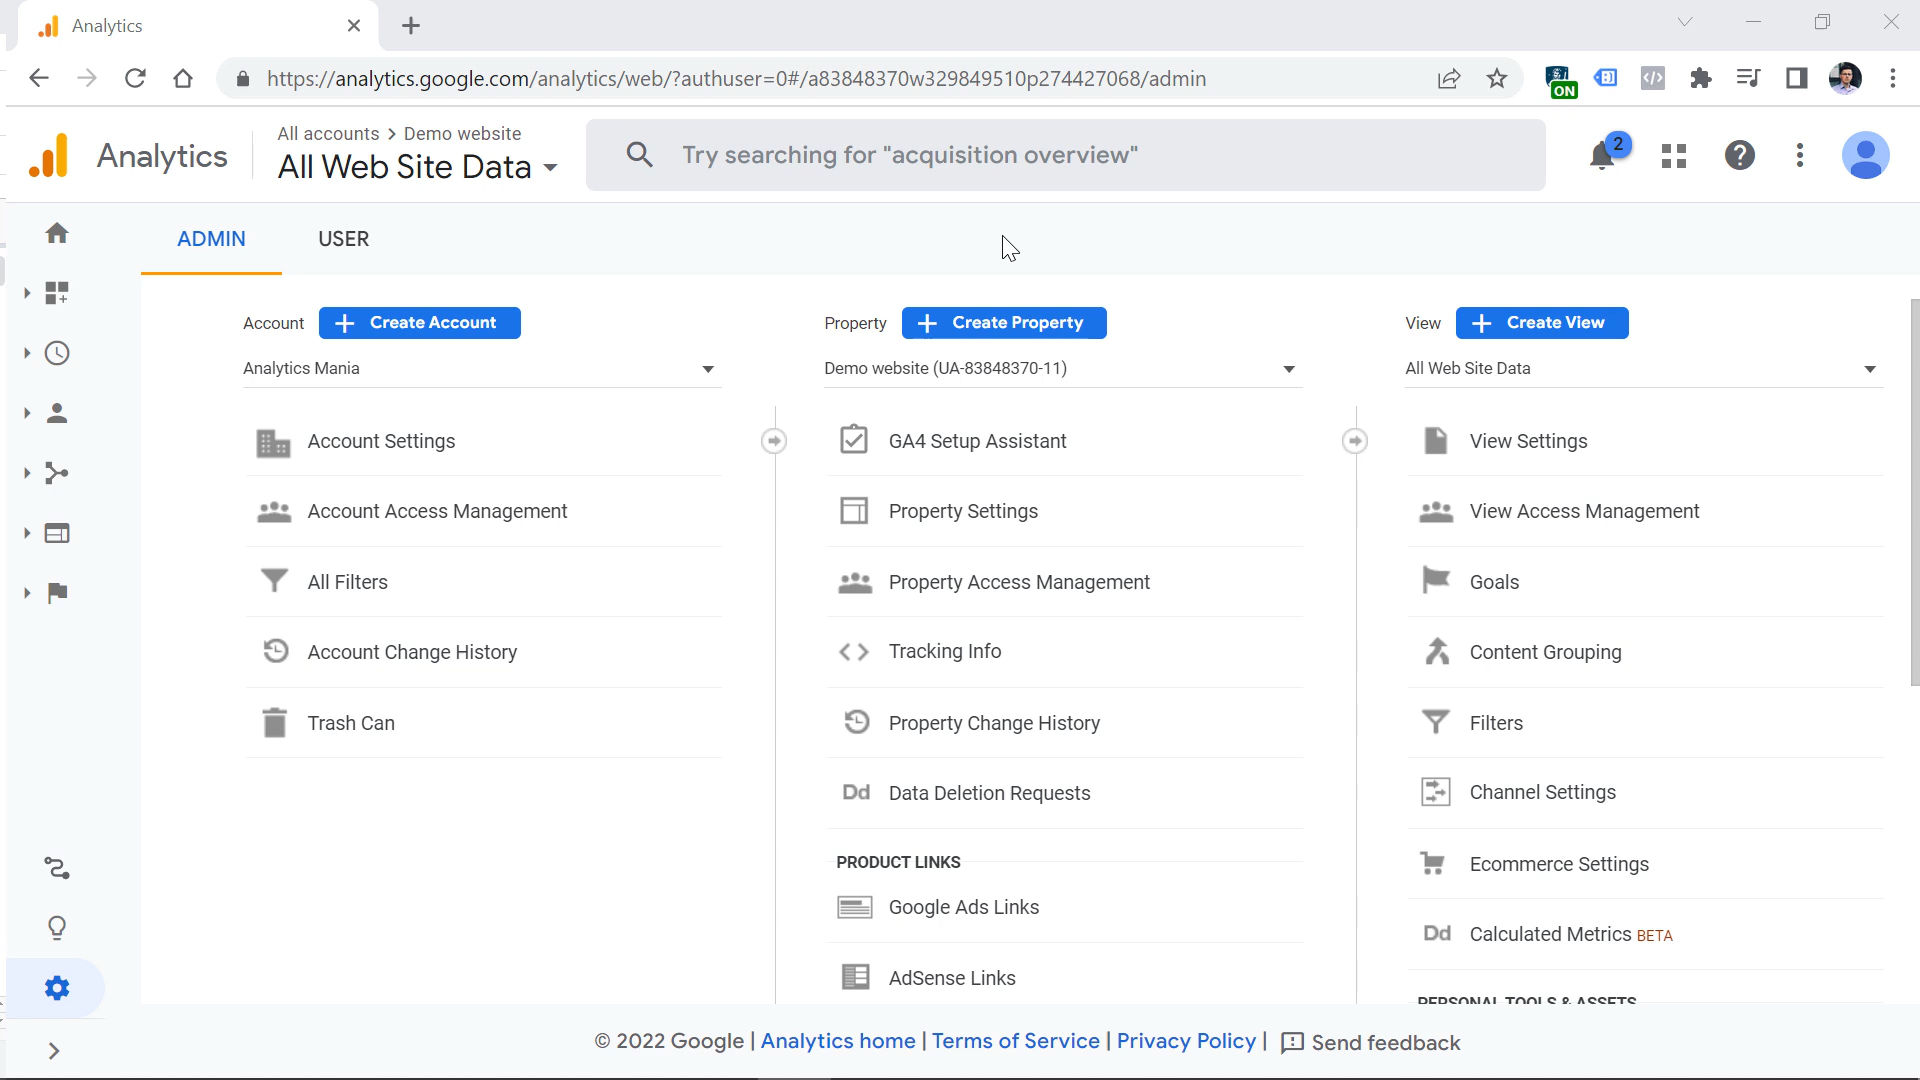 Analytics
https://analytics.google.com/analytics/web/?authuser=0#/a83848370w329849510p274427068/admin
ON
Analytics
All accounts > Demo website
All Web Site Data
Try searching for "acquisition overview"
2
ADMIN
USER
Account
Create Account
Analytics Mania
Account Settings
Account Access Management
All Filters
Account Change History
Trash Can
Property
Create Property
Demo website (UA-83848370-11)
GA4 Setup Assistant
Property Settings
Property Access Management
Tracking Info
Property Change History
Dd Data Deletion Requests
PRODUCT LINKS
Google Ads Links
AdSense Links
View
Create View
All Web Site Data
View Settings
View Access Management
Goals
Content Grouping
Filters
Channel Settings
Ecommerce Settings
Dd Calculated Metrics BETA
PERSONAL TOOLS & ASSETS
© 2022 Google | Analytics home | Terms of Service | Privacy Policy | Send feedback